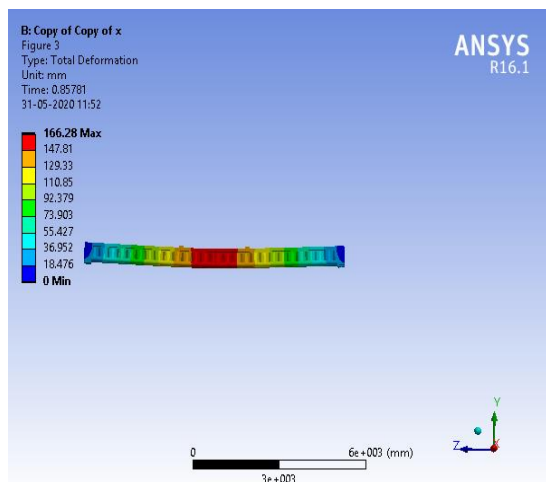 B: Copy of Copy of x
Figure 3
Type: Total Deformation
Unit: mm
Time: 0.85781
31-05-2020 11:52
ANSYS
R16.1
166.28 Max
147.81
129.33
110.85
92.379
73.903
55.427
36.952
18.476
0 Min
Y
Z
X
0
6e+003 (mm)
3e+003